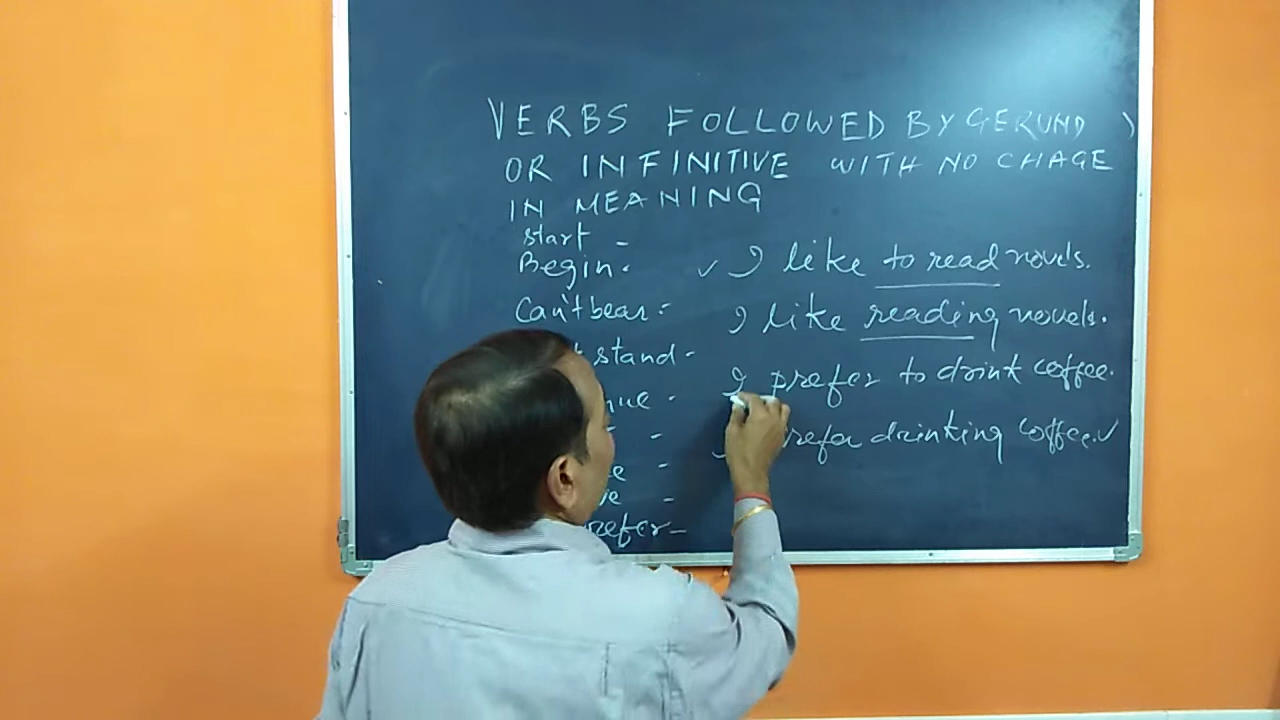 VERBS FOLLOWED BY GERUND
OR INFINITIVE WITH NO CHAGE
IN MEANING
start -
Begin.
Can't bear -
stand -
prefer -
✓ I like to read novels.
I like reading novels.
I prefer to drink coffee.
drinking coffee. ✓